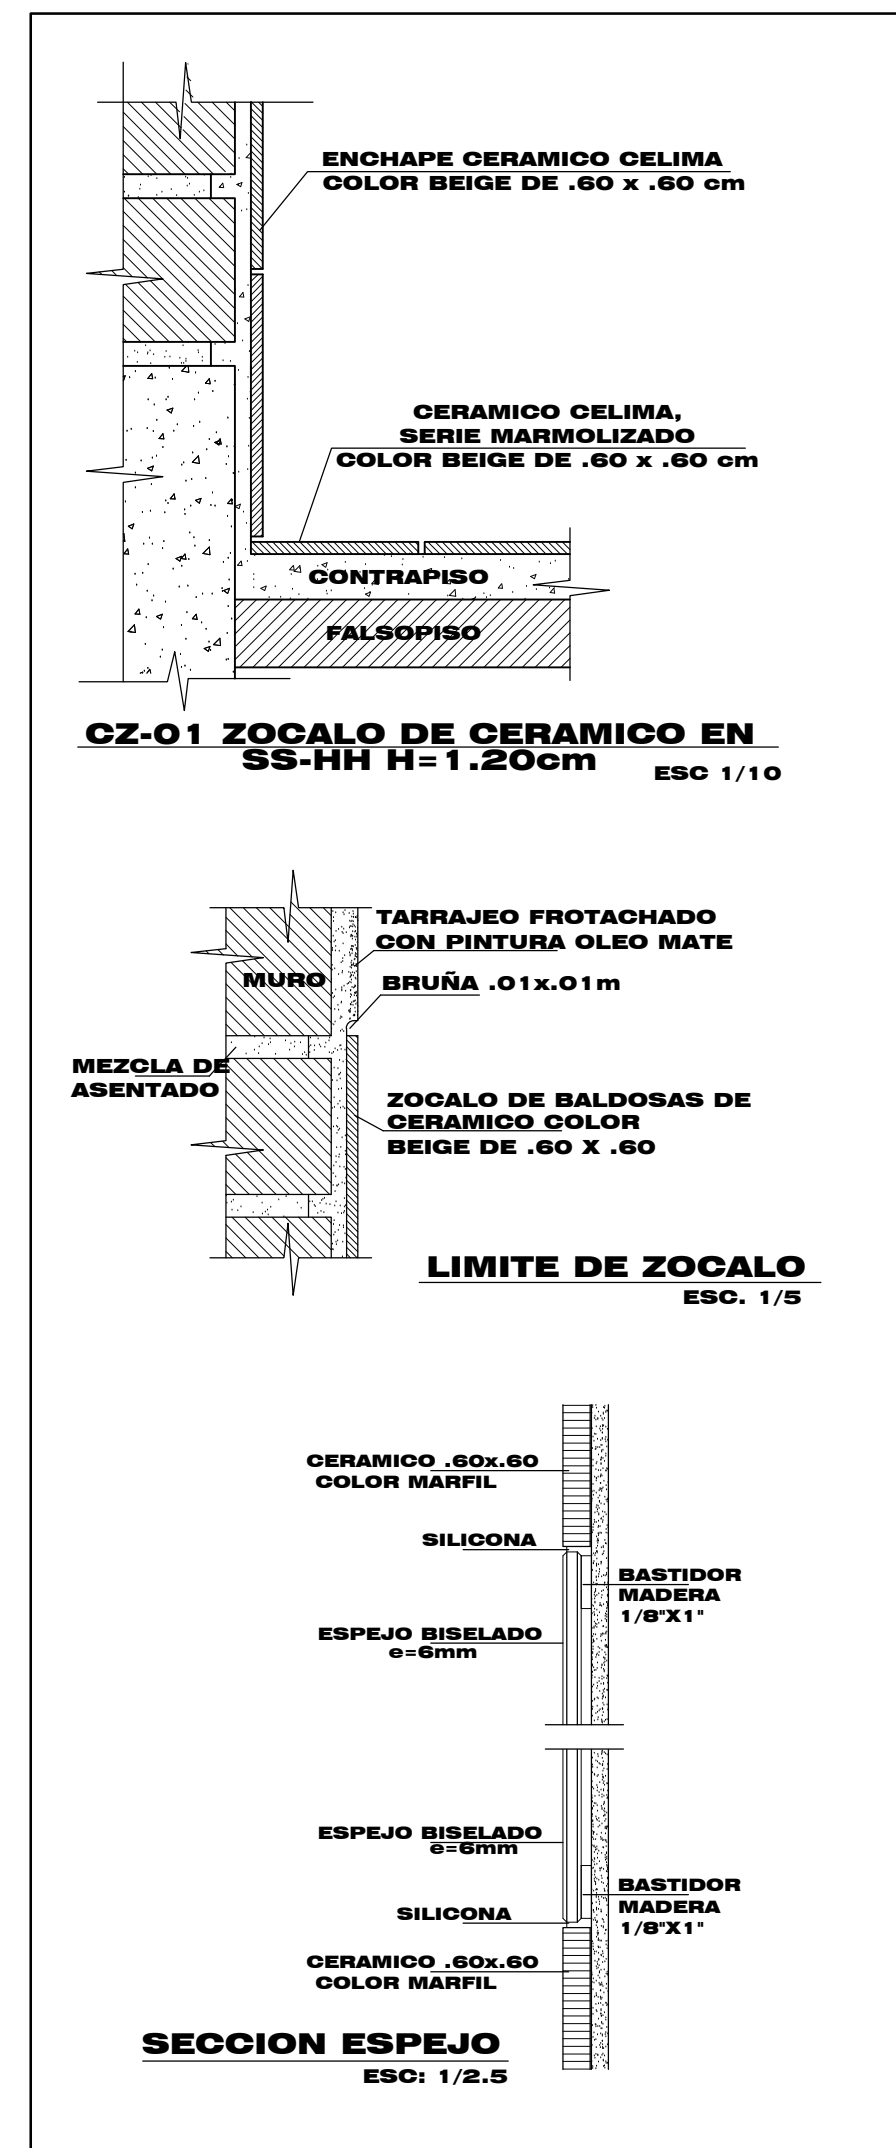 ENCHAPE CERAMICO CELIMA
COLOR BEIGE DE .60 x .60 cm
CERAMICO CELIMA,
SERIE MARMOLIZADO
COLOR BEIGE DE .60 x .60 cm
CONTRAPISO
FALSOPISO
CZ-01 ZOCALO DE CERAMICO EN
SS-HH H=1.20cm
ESC 1/10
TARRAJEO FROTACHADO
CON PINTURA OLEO MATE
MURO
BRUÑA .01x.01m
MEZCLA DE
ASENTADO
ZOCALO DE BALDOSAS DE
CERAMICO COLOR
BEIGE DE .60 X .60
LIMITE DE ZOCALO
ESC. 1/5
CERAMICO .60x.60
COLOR MARFIL
SILICONA
BASTIDOR
MADERA
1/8"X1"
ESPEJO BISELADO
e=6mm
ESPEJO BISELADO
e=6mm
BASTIDOR
MADERA
1/8"X1"
SILICONA
CERAMICO .60x.60
COLOR MARFIL
SECCION ESPEJO
ESC: 1/2.5